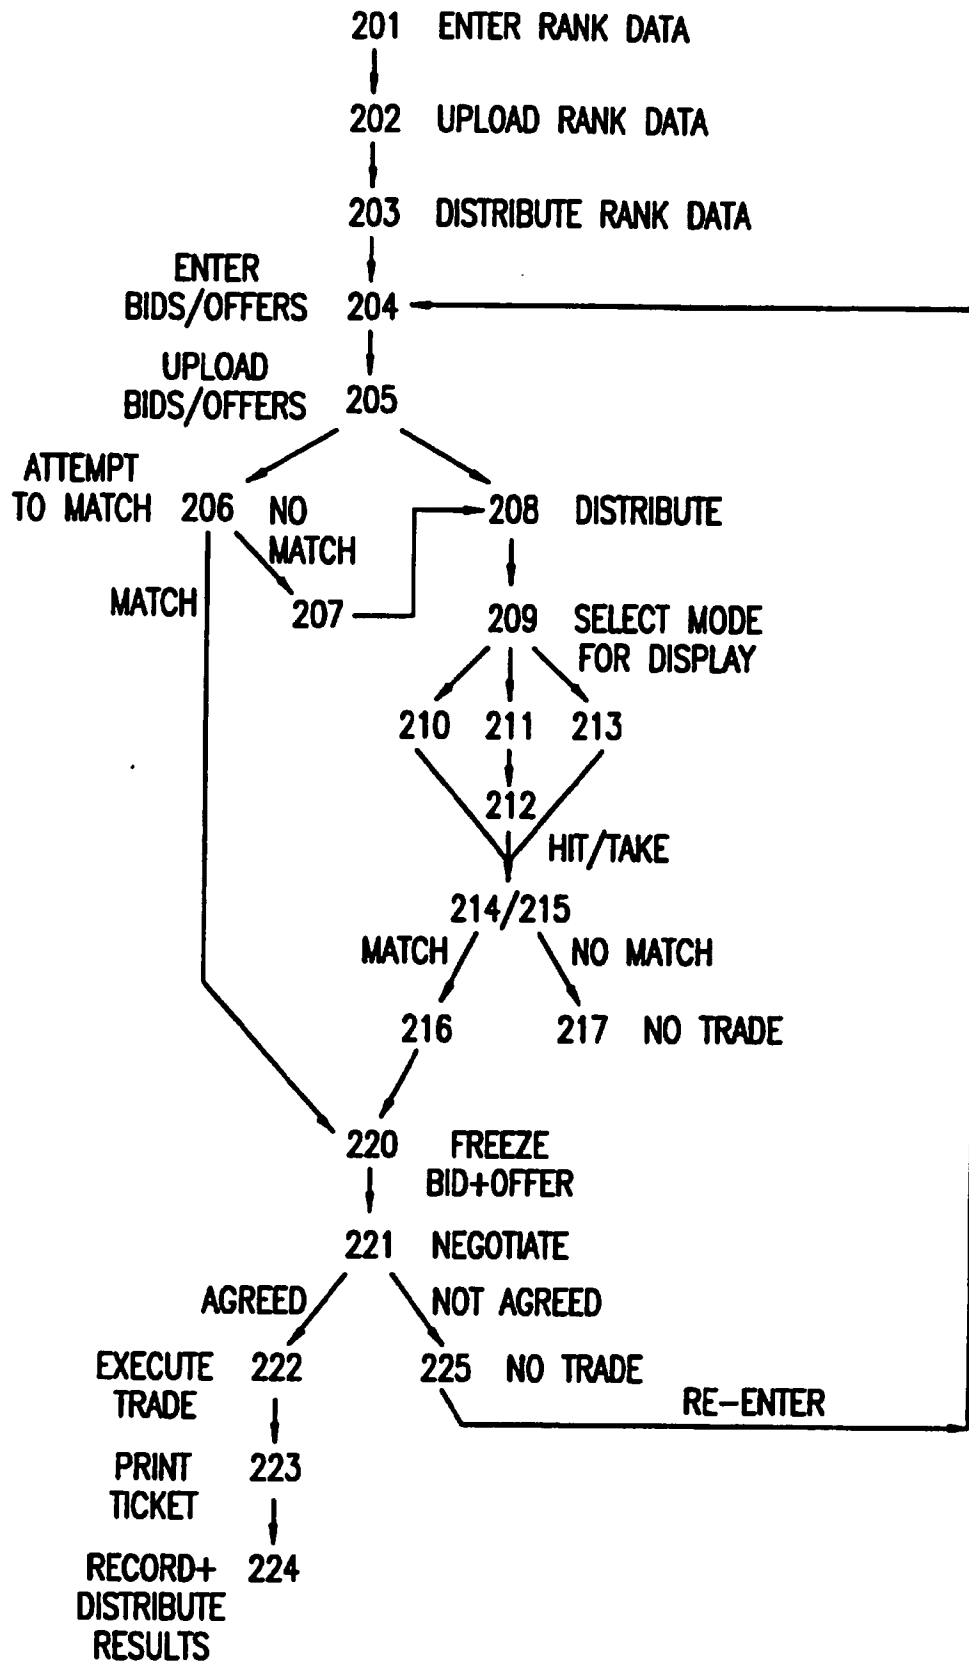 201 ENTER RANK DATA
202 UPLOAD RANK DATA
203 DISTRIBUTE RANK DATA
ENTER
BIDS/OFFERS 204
UPLOAD
BIDS/OFFERS 205
ATTEMPT
TO MATCH 206 NO
MATCH
208 DISTRIBUTE
MATCH
207
209 SELECT MODE
FOR DISPLAY
210 211 213
212
HIT/TAKE
214/215
MATCH NO MATCH
216 217 NO TRADE
220 FREEZE
BID+OFFER
221 NEGOTIATE
AGREED NOT AGREED
EXECUTE 222
TRADE
225 NO TRADE
RE-ENTER
PRINT 223
TICKET
RECORD+ 224
DISTRIBUTE
RESULTS